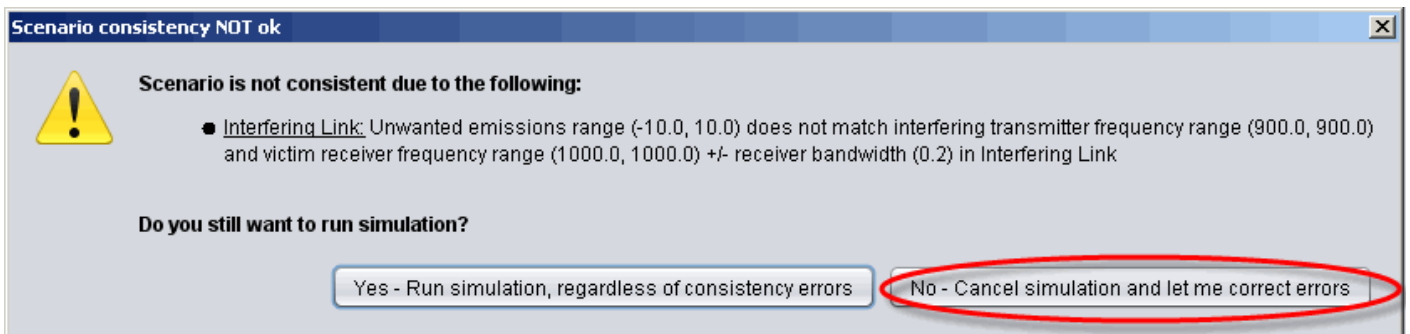 Scenario consistency NOT ok
Scenario is not consistent due to the following:
● Interfering Link: Unwanted emissions range (-10.0, 10.0) does not match interfering transmitter frequency range (900.0, 900.0)
and victim receiver frequency range (1000.0, 1000.0) +/- receiver bandwidth (0.2) in Interfering Link
Do you still want to run simulation?
Yes - Run simulation, regardless of consistency errors
No - Cancel simulation and let me correct errors